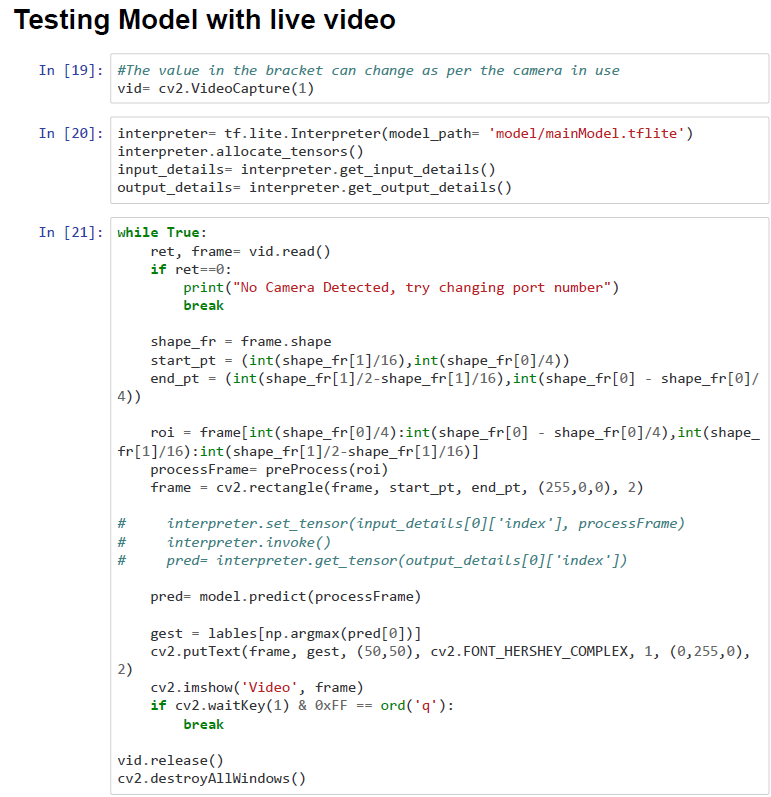 Testing Model with live video
In [19]: #The value in the bracket can change as per the camera in use
vid= cv2.VideoCapture(1)
In [20]: interpreter= tf.lite.Interpreter(model_path= 'model/mainModel.tflite')
interpreter.allocate_tensors()
input_details= interpreter.get_input_details()
output_details= interpreter.get_output_details()
In [21]: while True:
    ret, frame= vid.read()
    if ret==0:
        print("No Camera Detected, try changing port number")
        break
    shape_fr = frame.shape
    start_pt = (int(shape_fr[1]/16),int(shape_fr[0]/4))
    end_pt = (int(shape_fr[1]/2-shape_fr[1]/16),int(shape_fr[0] - shape_fr[0]/
4))
    roi = frame[int(shape_fr[0]/4):int(shape_fr[0] - shape_fr[0]/4),int(shape_
fr[1]/16):int(shape_fr[1]/2-shape_fr[1]/16)]
    processFrame= preProcess(roi)
    frame = cv2.rectangle(frame, start_pt, end_pt, (255,0,0), 2)
#     interpreter.set_tensor(input_details[0]['index'], processFrame)
#     interpreter.invoke()
#     pred= interpreter.get_tensor(output_details[0]['index'])
    pred= model.predict(processFrame)
    gest = lables[np.argmax(pred[0])]
    cv2.putText(frame, gest, (50,50), cv2.FONT_HERSHEY_COMPLEX, 1, (0,255,0),
2)
    cv2.imshow('Video', frame)
    if cv2.waitKey(1) & 0xFF == ord('q'):
        break
vid.release()
cv2.destroyAllWindows()